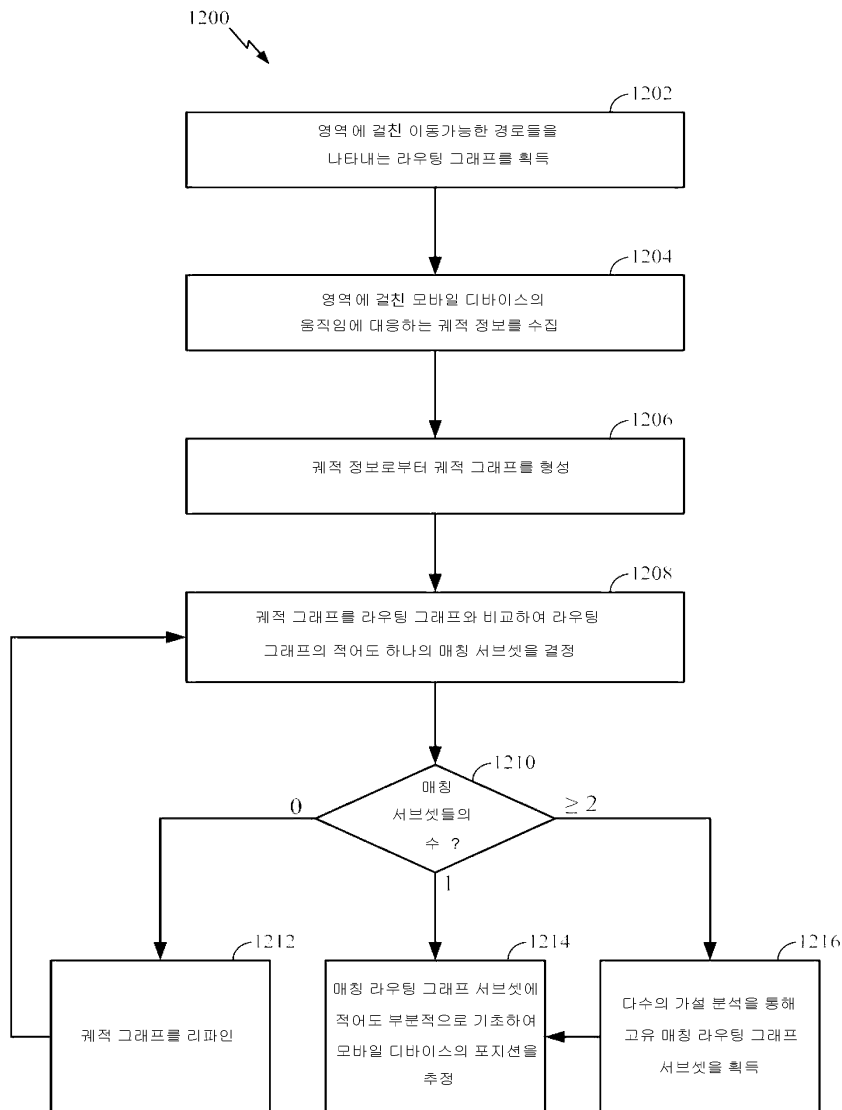 1200
1202
영역에 걸친 이동가능한 경로들을
나타내는 라우팅 그래프를 획득
1204
영역에 걸친 모바일 디바이스의
움직임에 대응하는 궤적 정보를 수집
1206
궤적 정보로부터 궤적 그래프를 형성
1208
궤적 그래프를 라우팅 그래프와 비교하여 라우팅
그래프의 적어도 하나의 매칭 서브셋을 결정
1210
매칭
서브셋들의
수 ?
0
≥ 2
1
1212
궤적 그래프를 리파인
1214
매칭 라우팅 그래프 서브셋에
적어도 부분적으로 기초하여
모바일 디바이스의 포지션을
추정
1216
다수의 가설 분석을 통해
고유 매칭 라우팅 그래프
서브셋을 획득